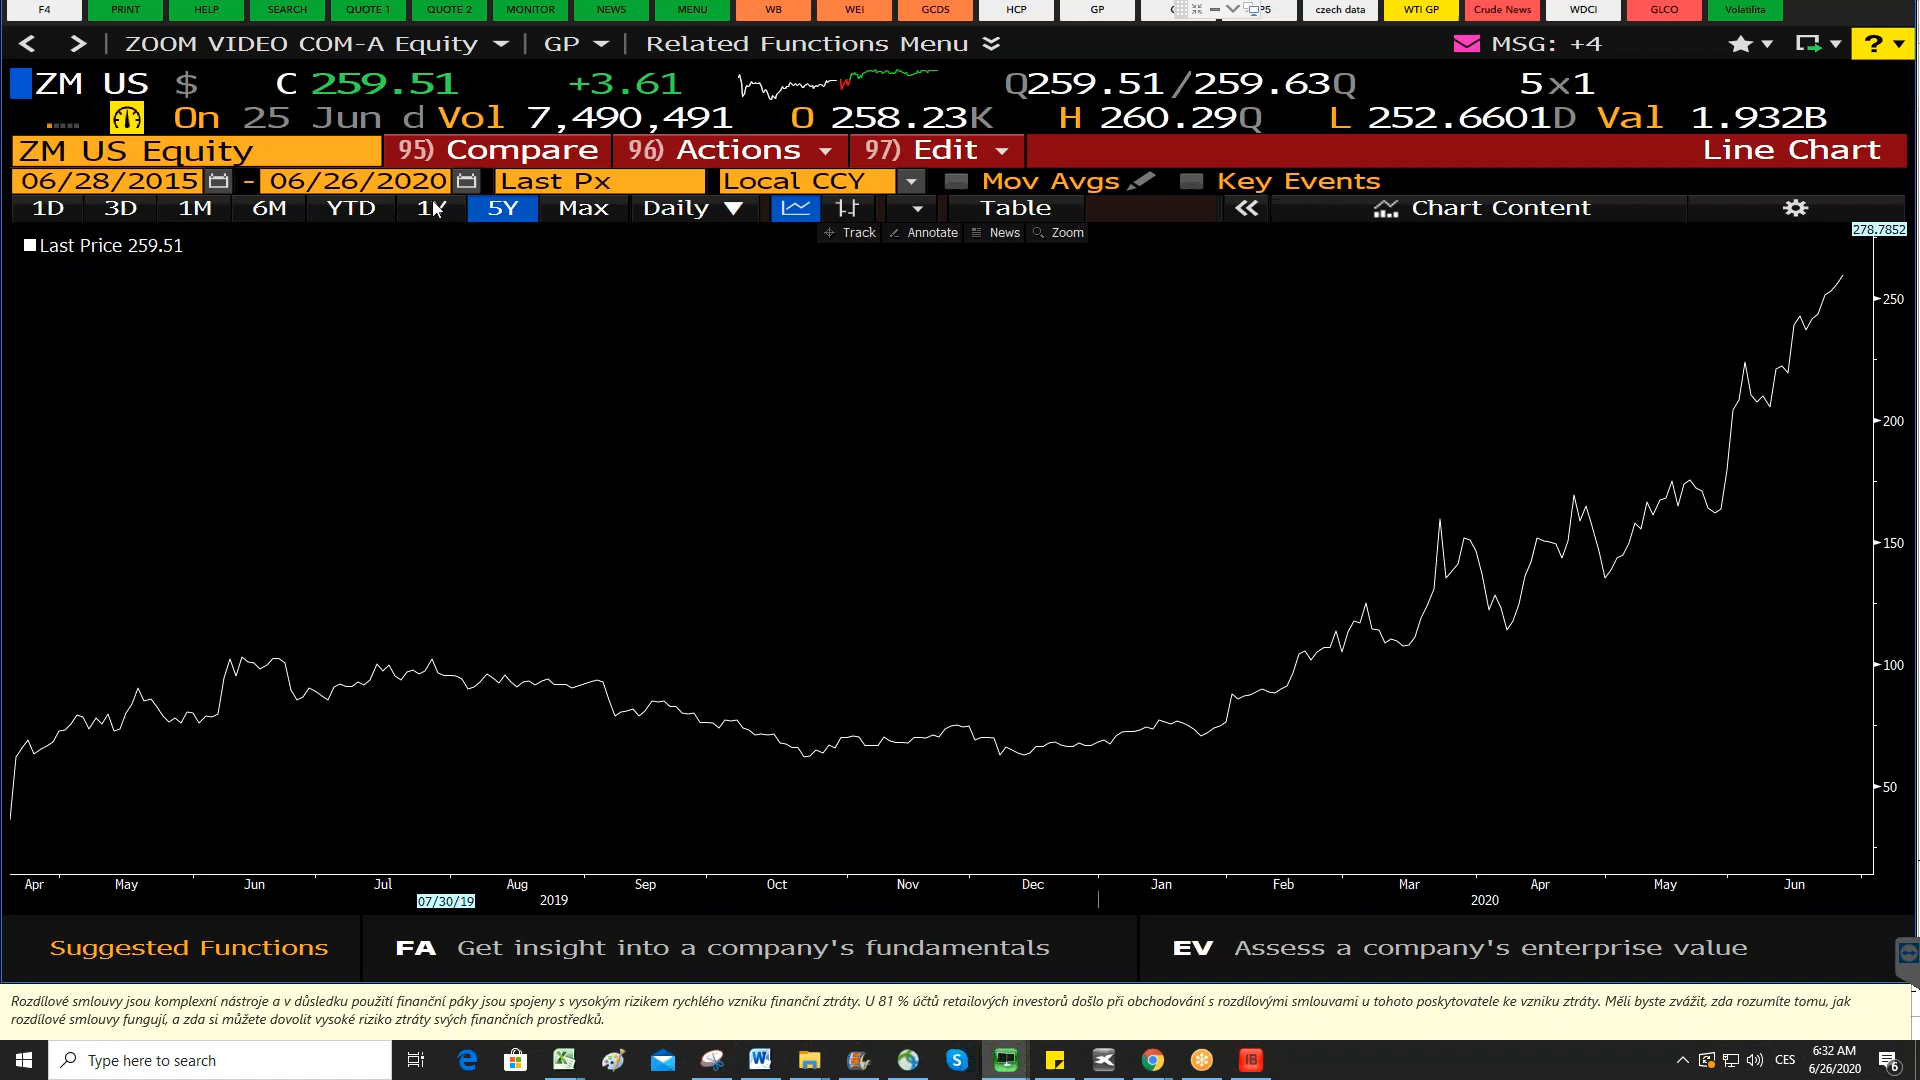 F4 PRINT HELP SEARCH QUOTE 1 QUOTE 2 MONITOR NEWS MENU WB WEI GCDS HCP GP czech data WTI GP Crude News WDCI GLCO Volatilita
ZOOM VIDEO COM-A Equity GP Related Functions Menu MSG: +4 ?
ZM US $ C 259.51 +3.61 Q259.51/259.63Q 5x1
On 25 Jun d Vol 7,490,491 O 258.23K H 260.29Q L 252.6601D Val 1.932B
ZM US Equity 95) Compare 96) Actions 97) Edit Line Chart
06/28/2015 - 06/26/2020 Last Px Local CCY Mov Avgs Key Events
1D 3D 1M 6M YTD 1Y 5Y Max Daily Table Chart Content
Track Annotate News Zoom
278.7852
Last Price 259.51
250
200
150
100
50
Apr May Jun Jul Aug Sep Oct Nov Dec Jan Feb Mar Apr May Jun
07/30/19 2019 2020
Suggested Functions FA Get insight into a company's fundamentals EV Assess a company's enterprise value
Rozdílové smlouvy jsou komplexní nástroje a v důsledku použití finanční páky jsou spojeny s vysokým rizikem rychlého vzniku finanční ztráty. U 81 % účtů retailových investorů došlo při obchodování s rozdílovými smlouvami u tohoto poskytovatele ke vzniku ztráty. Měli byste zvážit, zda rozumíte tomu, jak
rozdílové smlouvy fungují, a zda si můžete dovolit vysoké riziko ztráty svých finančních prostředků.
Type here to search CES 6:32 AM
6/26/2020 6